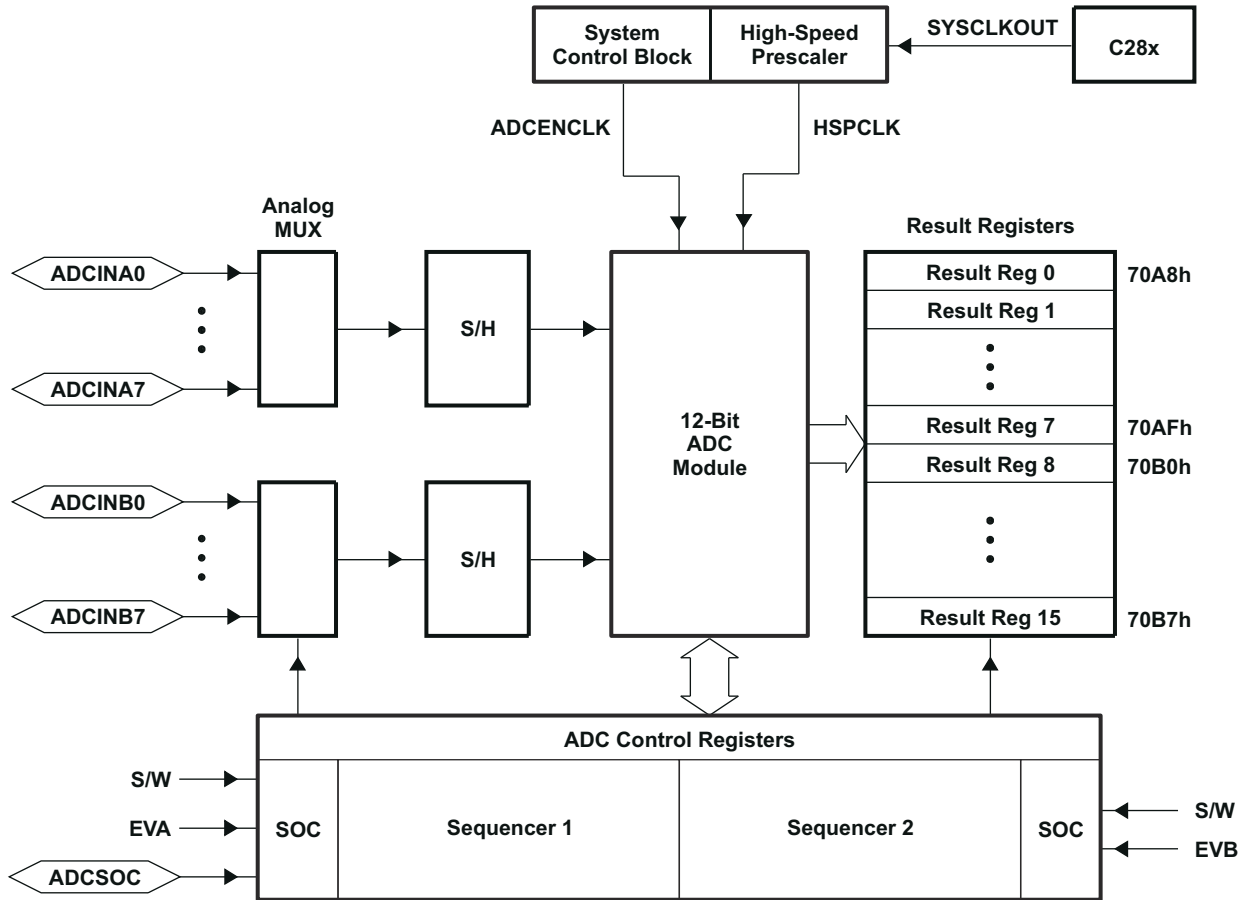 System
Control Block
High-Speed
Prescaler
SYSCLKOUT
C28x
ADCENCLK
HSPCLK
Analog
MUX
Result Registers
ADCINA0
Result Reg 0
70A8h
Result Reg 1
S/H
ADCINA7
12-Bit
ADC
Module
Result Reg 7
70AFh
Result Reg 8
70B0h
ADCINB0
S/H
ADCINB7
Result Reg 15
70B7h
ADC Control Registers
S/W
EVA
ADCSOC
SOC
Sequencer 1
Sequencer 2
SOC
S/W
EVB